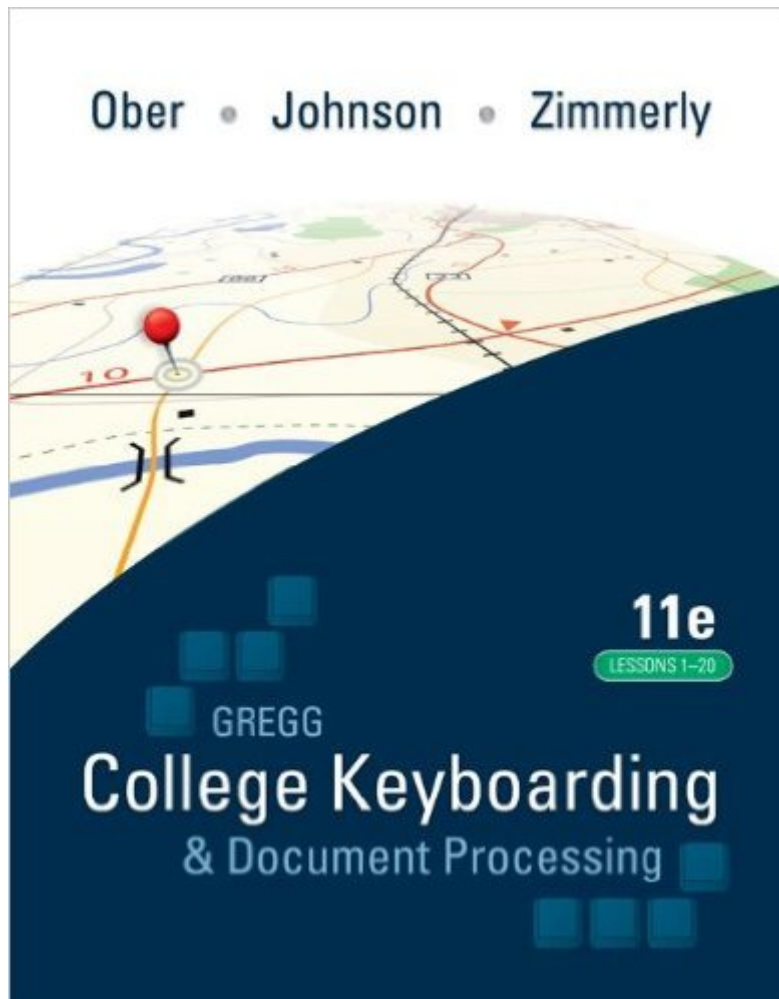 Ober • Johnson • Zimmerly
10
11e
LESSONS 1–20
GREGG
College Keyboarding
& Document Processing